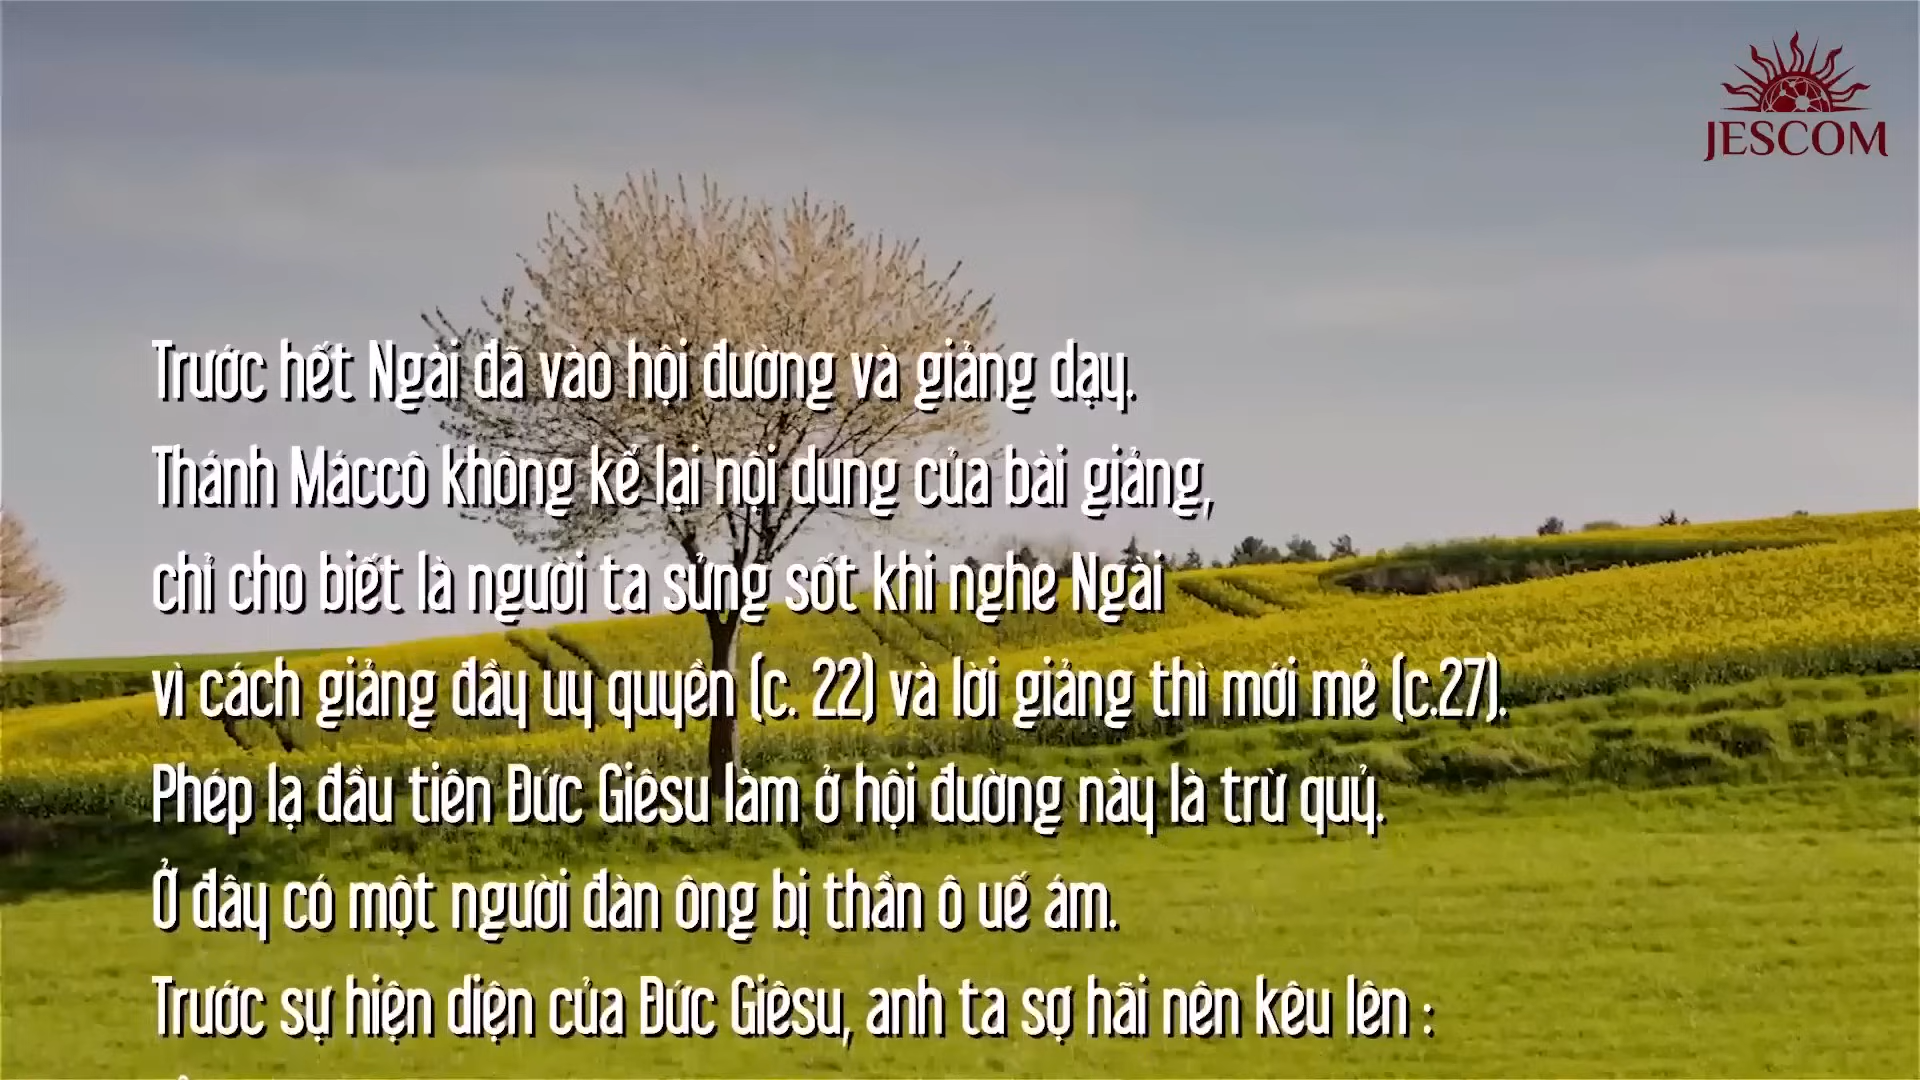 JESCOM
Trước hết Ngài đã vào hội đường và giảng dạy.
Thánh Máccô không kể lại nội dung của bài giảng,
chỉ cho biết là người ta sửng sốt khi nghe Ngài
vì cách giảng đầy uy quyền (c. 22) và lời giảng thì mới mẻ (c.27).
Phép lạ đầu tiên Đức Giêsu làm ở hội đường này là trừ quỷ.
Ở đây có một người đàn ông bị thần ô uế ám.
Trước sự hiện diện của Đức Giêsu, anh ta sợ hãi nên kêu lên :